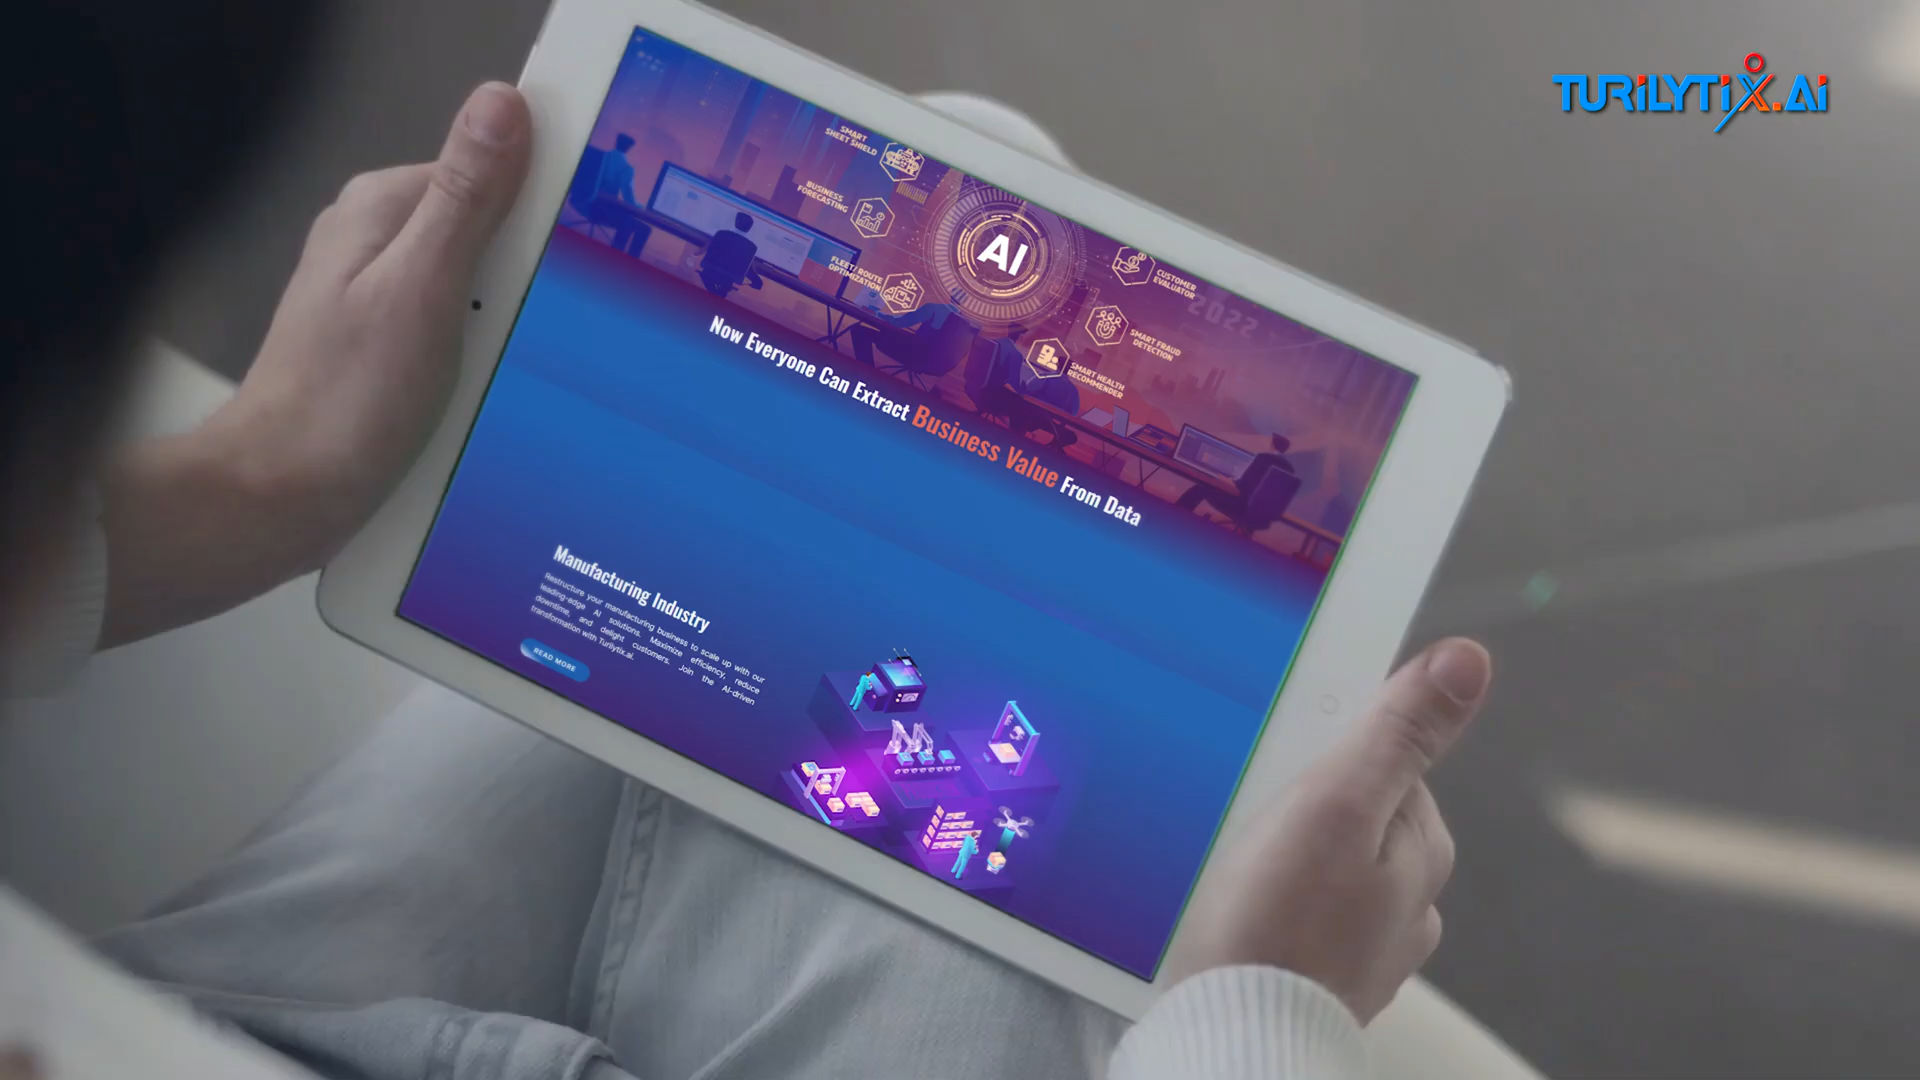 TURILYTIX.AI
SMART
SHEET SHIELD
BUSINESS
FORECASTING
FLEET/ ROUTE
OPTIMIZATION
AI
CUSTOMER
EVALUATOR
2022
SMART FRAUD
DETECTION
SMART HEALTH
RECOMMENDER
Now Everyone Can Extract Business Value From Data
Manufacturing Industry
Restructure your manufacturing business to scale up with our
leading-edge AI solutions. Maximize efficiency, reduce
downtime, and delight customers. Join the AI-driven
transformation with Turilytix.ai.
READ MORE